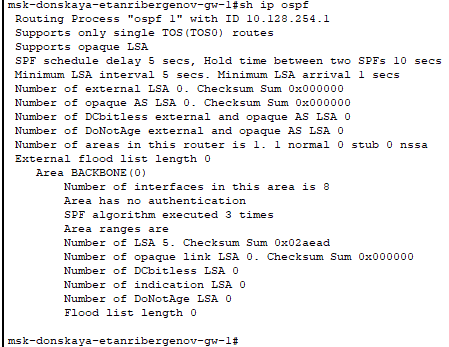 msk-donskaya-etanribergenov-gw-1#sh ip ospf
Routing Process "ospf 1" with ID 10.128.254.1
Supports only single TOS(TOS0) routes
Supports opaque LSA
SPF schedule delay 5 secs, Hold time between two SPFs 10 secs
Minimum LSA interval 5 secs. Minimum LSA arrival 1 secs
Number of external LSA 0. Checksum Sum 0x000000
Number of opaque AS LSA 0. Checksum Sum 0x000000
Number of DCbitless external and opaque AS LSA 0
Number of DoNotAge external and opaque AS LSA 0
Number of areas in this router is 1. 1 normal 0 stub 0 nssa
External flood list length 0
Area BACKBONE(0)
Number of interfaces in this area is 8
Area has no authentication
SPF algorithm executed 3 times
Area ranges are
Number of LSA 5. Checksum Sum 0x02aead
Number of opaque link LSA 0. Checksum Sum 0x000000
Number of DCbitless LSA 0
Number of indication LSA 0
Number of DoNotAge LSA 0
Flood list length 0
msk-donskaya-etanribergenov-gw-1#